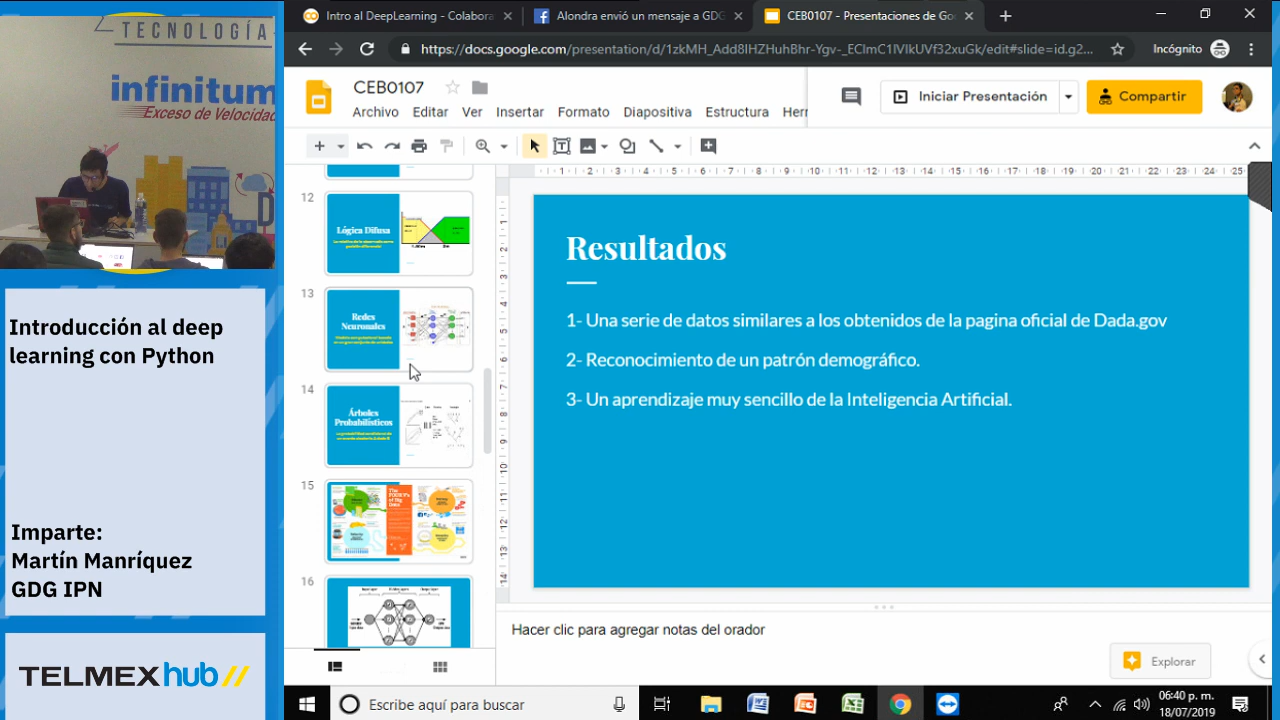 TECNOLOGÍA
infinitum
Exceso de Velocidad
Introducción al deep
learning con Python
Imparte:
Martín Manríquez
GDG IPN
TELMEXhub//
Intro al DeepLearning - Colabora
Alondra envió un mensaje a GDG
CEB0107 - Presentaciones de Go
https://docs.google.com/presentation/d/1zkMH_Add8IHZHuhBhr-Ygv-_EClmC1IVIkUVf32xuGk/edit#slide=id.g2...
Incógnito
CEB0107
Archivo Editar Ver Insertar Formato Diapositiva Estructura Herr
Iniciar Presentación
Compartir
12
Lógica Difusa
13
Redes
Neuronales
14
Árboles
Probabilísticos
15
16
Resultados
1- Una serie de datos similares a los obtenidos de la pagina oficial de Dada.gov
2- Reconocimiento de un patrón demográfico.
3- Un aprendizaje muy sencillo de la Inteligencia Artificial.
Hacer clic para agregar notas del orador
Explorar
Escribe aquí para buscar
06:40 p. m.
18/07/2019